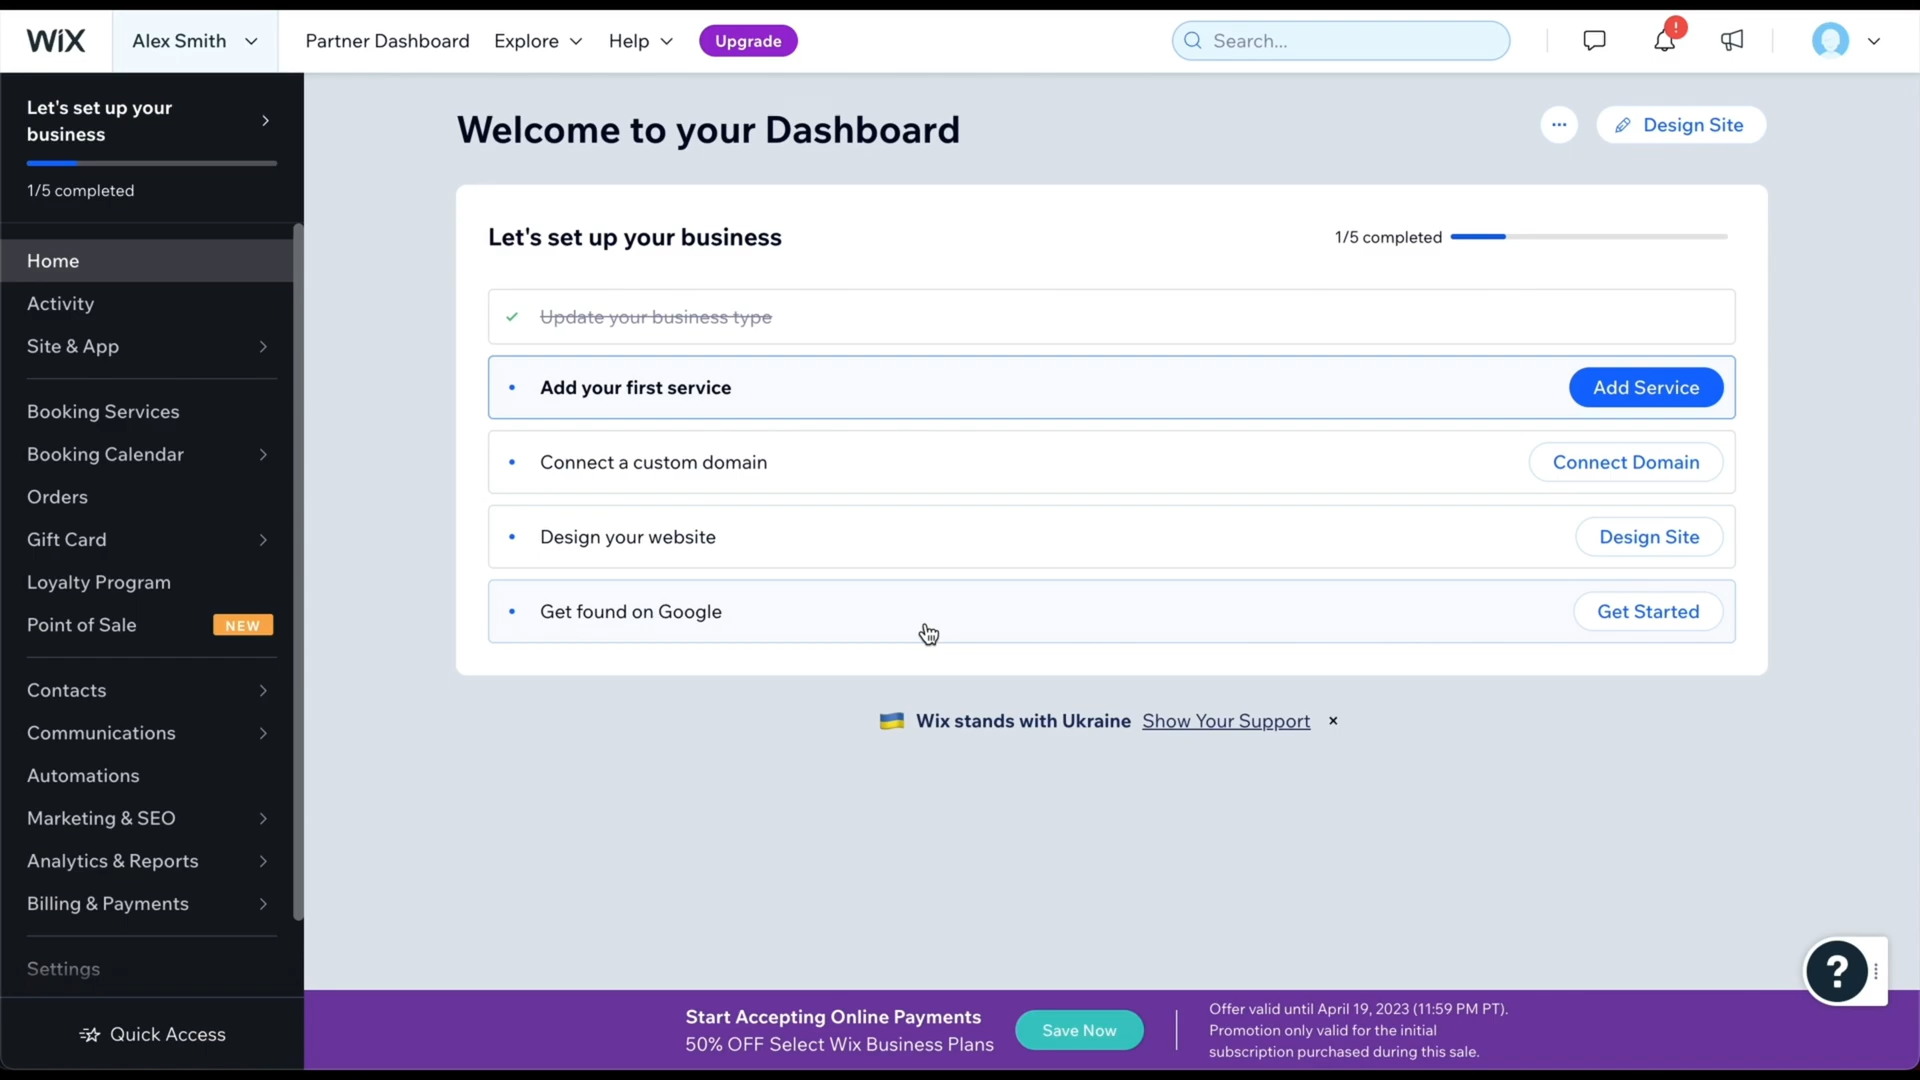 WiX
Alex Smith
Partner Dashboard
Explore
Help
Upgrade
Search...
!
Let's set up your
business
1/5 completed
Home
Activity
Site & App
Booking Services
Booking Calendar
Orders
Gift Card
Loyalty Program
Point of Sale
NEW
Contacts
Communications
Automations
Marketing & SEO
Analytics & Reports
Billing & Payments
Settings
Quick Access
Welcome to your Dashboard
...
Design Site
Let's set up your business
1/5 completed
Update your business type
Add your first service
Add Service
Connect a custom domain
Connect Domain
Design your website
Design Site
Get found on Google
Get Started
Wix stands with Ukraine Show Your Support ×
?
Start Accepting Online Payments
50% OFF Select Wix Business Plans
Save Now
Offer valid until April 19, 2023 (11:59 PM PT).
Promotion only valid for the initial
subscription purchased during this sale.